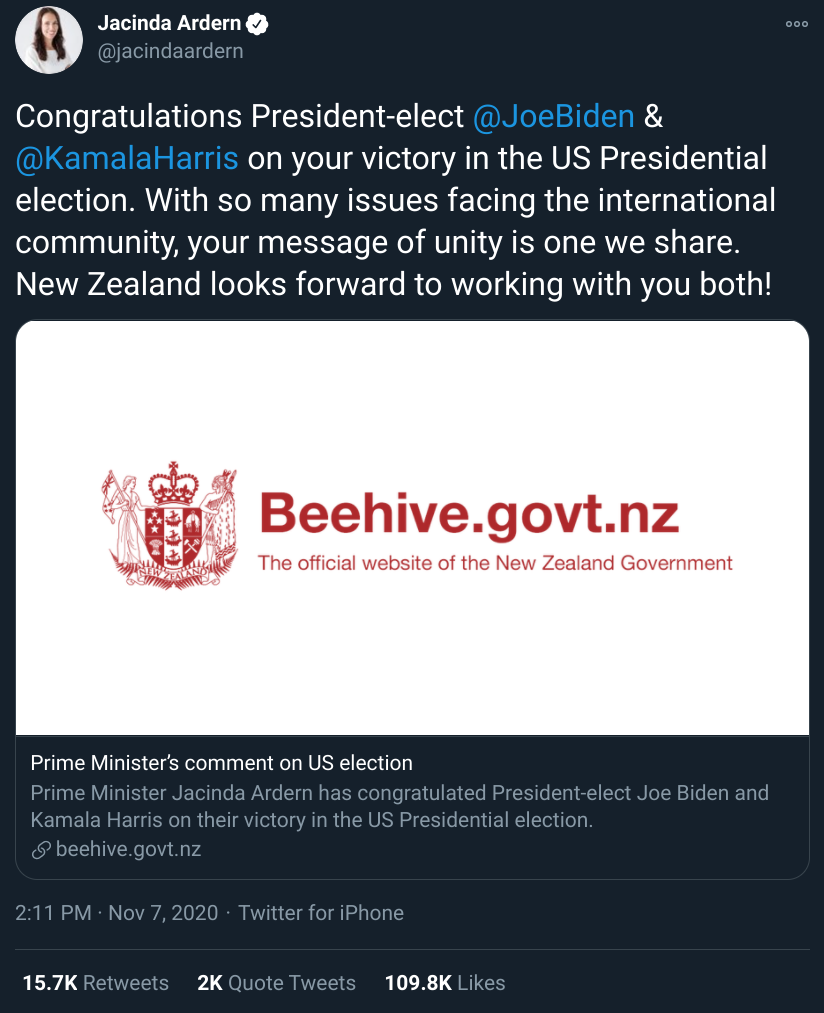 Jacinda Ardern
@jacindaardern
Congratulations President-elect @JoeBiden &
@KamalaHarris on your victory in the US Presidential
election. With so many issues facing the international
community, your message of unity is one we share.
New Zealand looks forward to working with you both!
NEW ZEALAND
Beehive.govt.nz
The official website of the New Zealand Government
Prime Minister's comment on US election
Prime Minister Jacinda Ardern has congratulated President-elect Joe Biden and
Kamala Harris on their victory in the US Presidential election.
beehive.govt.nz
2:11 PM · Nov 7, 2020 · Twitter for iPhone
15.7K Retweets 2K Quote Tweets 109.8K Likes